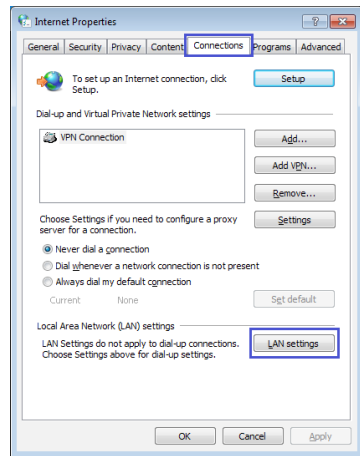 Internet Properties
General Security Privacy Content Connections Programs Advanced
To set up an Internet connection, click
Setup.
Setup
Dial-up and Virtual Private Network settings
VPN Connection
Add...
Add VPN...
Remove...
Choose Settings if you need to configure a proxy
server for a connection.
Settings
Never dial a connection
Dial whenever a network connection is not present
Always dial my default connection
Current None
Set default
Local Area Network (LAN) settings
LAN Settings do not apply to dial-up connections.
Choose Settings above for dial-up settings.
LAN settings
OK Cancel Apply